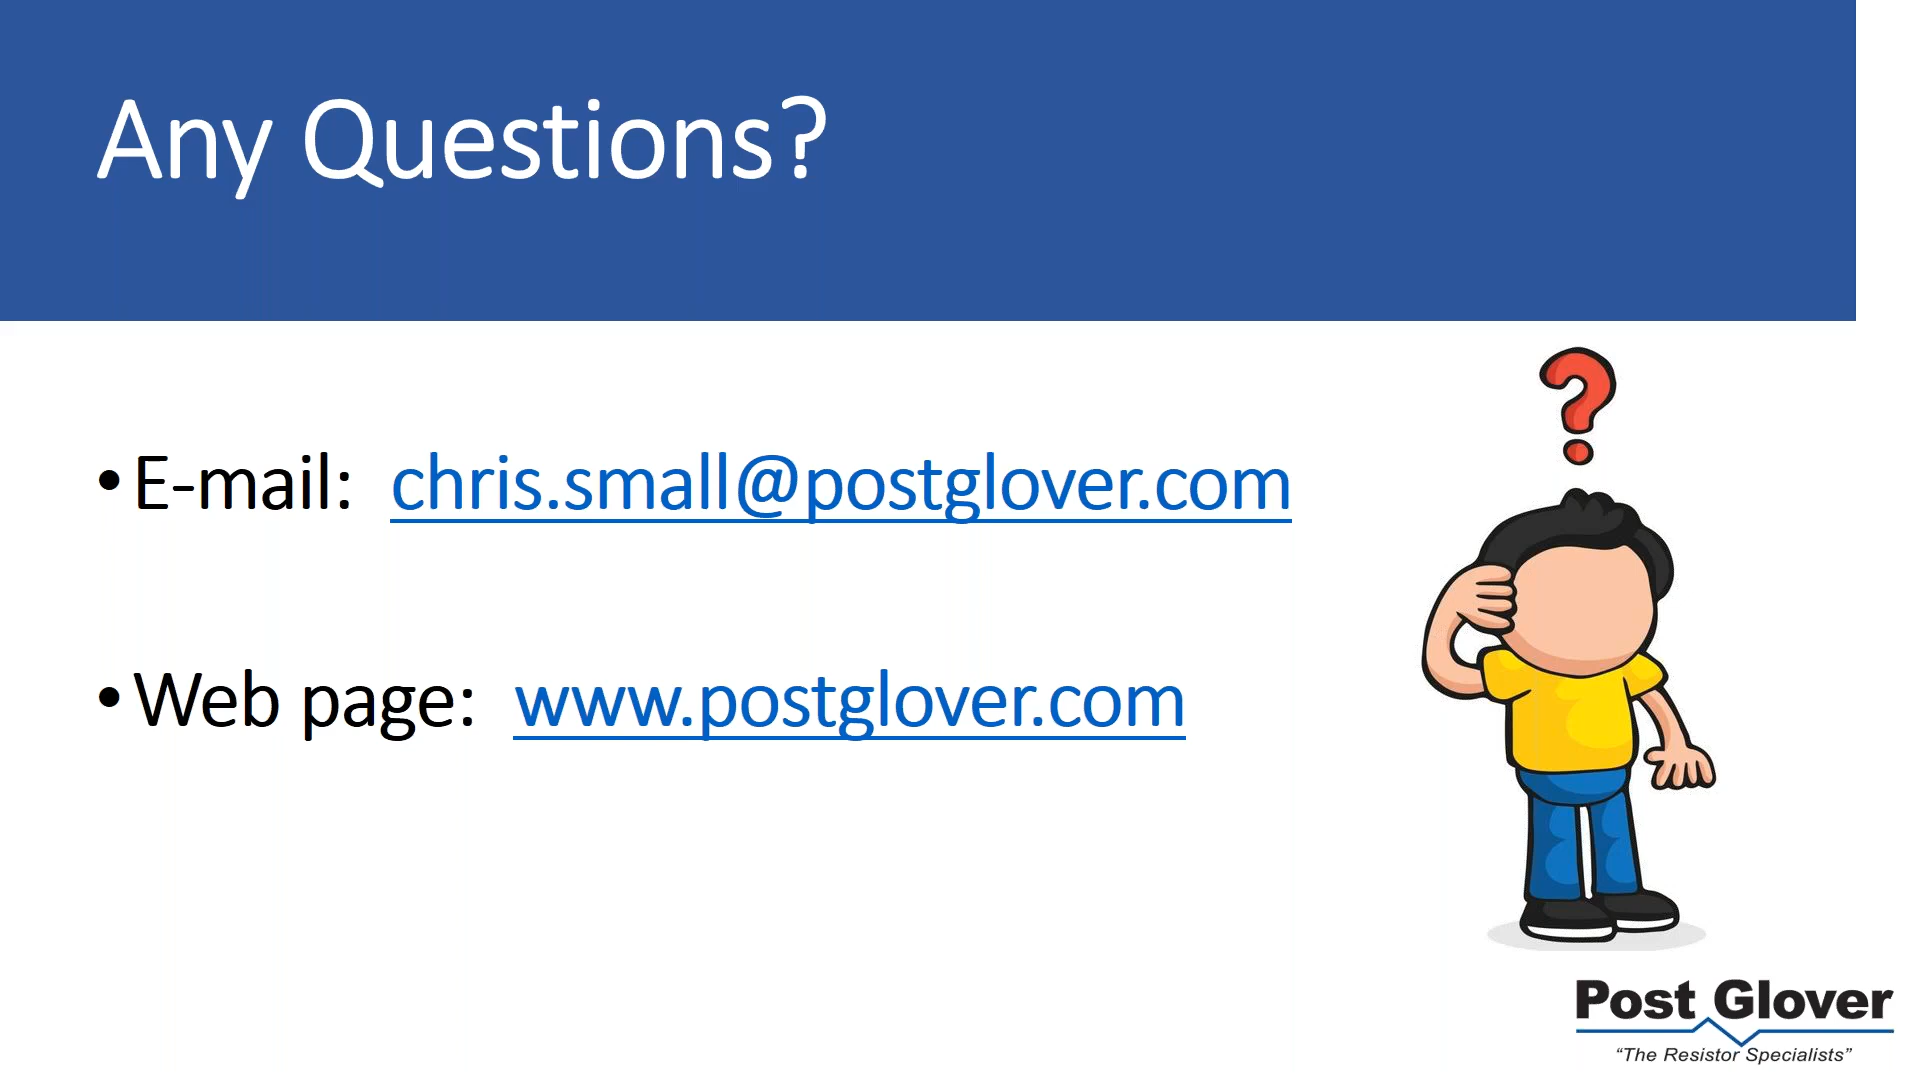 Any Questions?
• E-mail: chris.small@postglover.com
• Web page: www.postglover.com
?
Post Glover
“The Resistor Specialists”